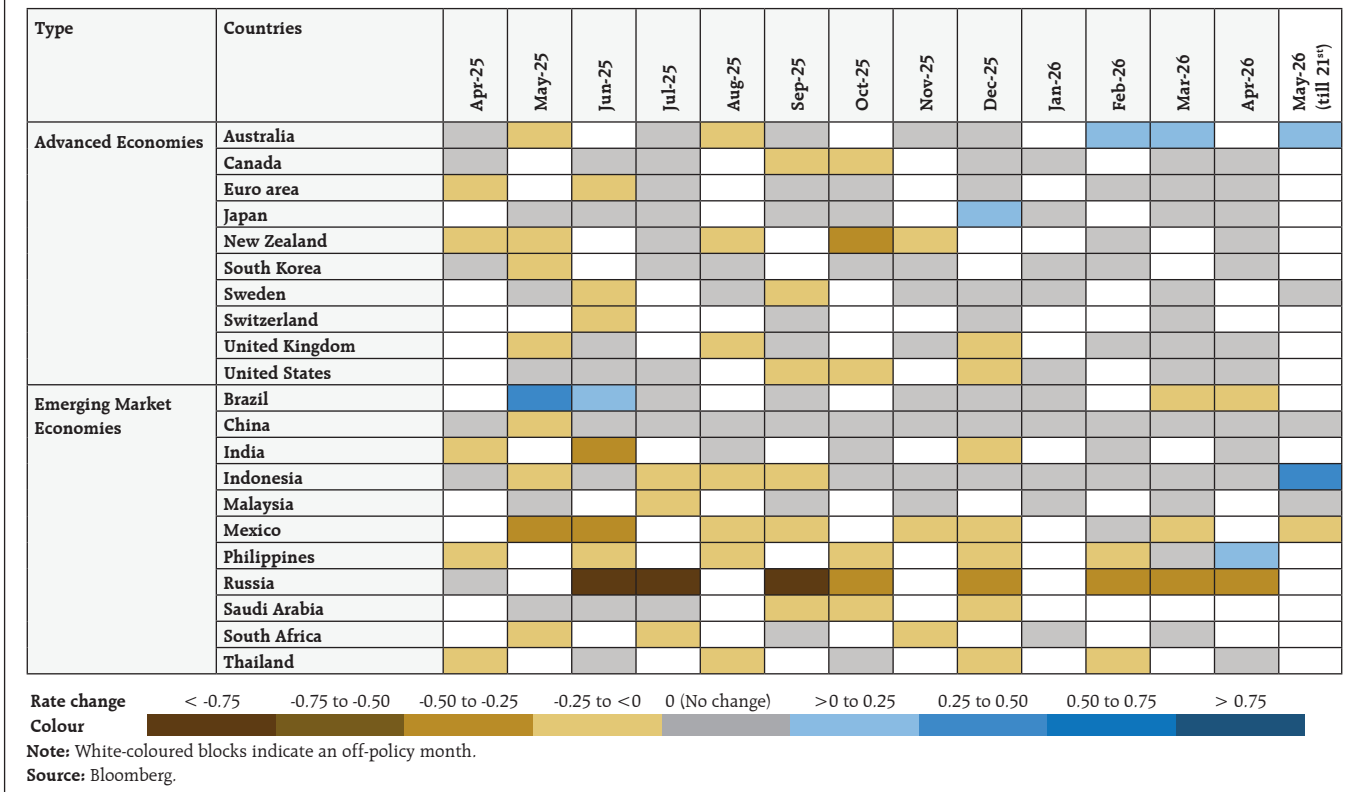 Type Countries Apr-25 May-25 Jun-25 Jul-25 Aug-25 Sep-25 Oct-25 Nov-25 Dec-25 Jan-26 Feb-26 Mar-26 Apr-26 May-26 (till 21st)
Advanced Economies Australia
Canada
Euro area
Japan
New Zealand
South Korea
Sweden
Switzerland
United Kingdom
United States
Emerging Market Economies Brazil
China
India
Indonesia
Malaysia
Mexico
Philippines
Russia
Saudi Arabia
South Africa
Thailand
Rate change < -0.75 -0.75 to -0.50 -0.50 to -0.25 -0.25 to <0 0 (No change) >0 to 0.25 0.25 to 0.50 0.50 to 0.75 > 0.75
Colour
Note: White-coloured blocks indicate an off-policy month.
Source: Bloomberg.